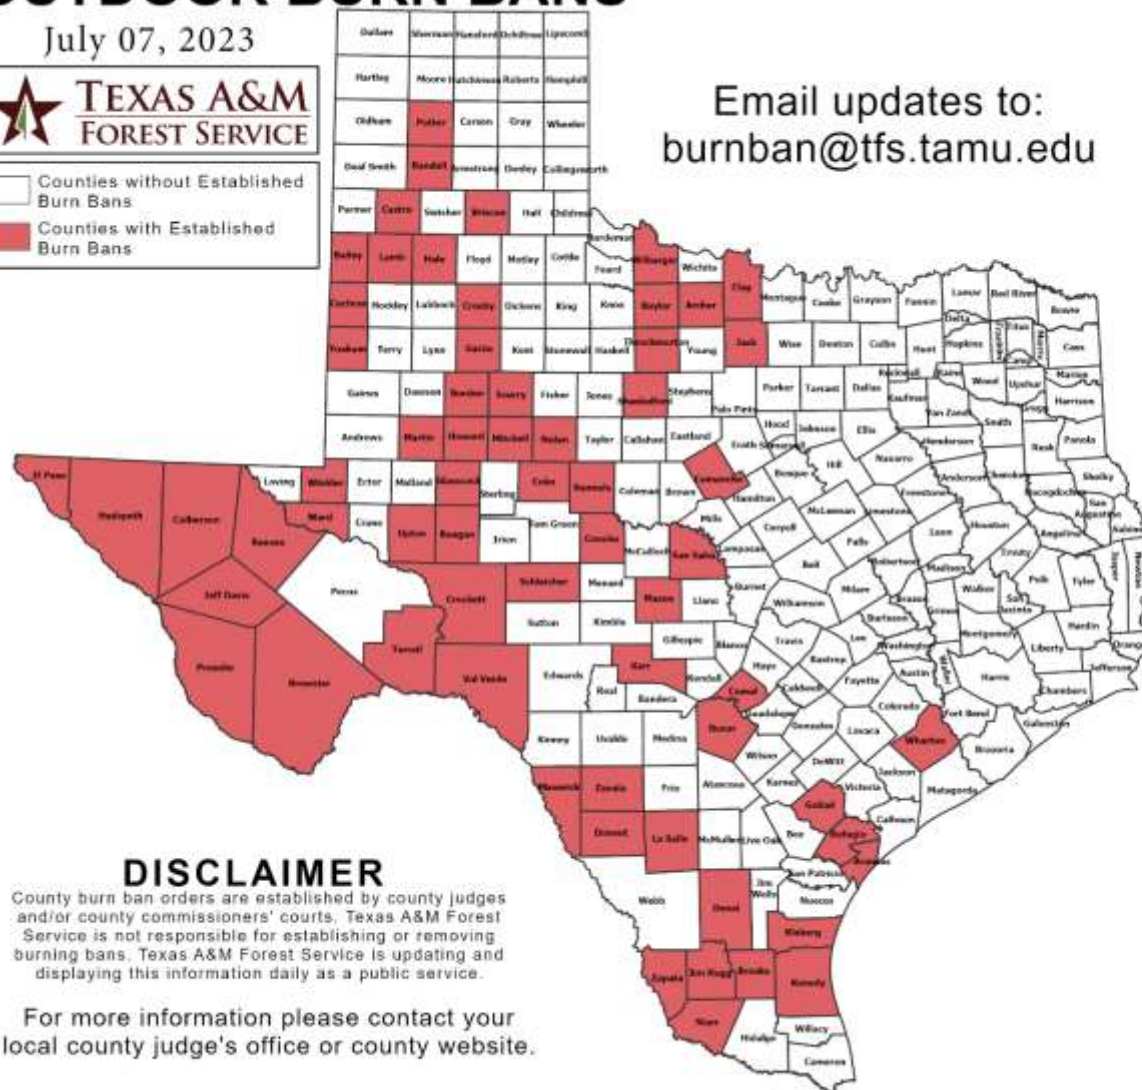 OUTDOOR BURN BANS
July 07, 2023
TEXAS A&M
FOREST SERVICE
Counties without Established
Burn Bans
Counties with Established
Burn Bans
Email updates to:
burnban@tfs.tamu.edu
Dallam Sherman Hansford Ochiltree Lipscomb
Hartley Moore Hutchinson Roberts Hemphill
Oldham Potter Carson Gray Wheeler
Deaf Smith Randall Armstrong Donley Collingsworth
Parmer Castro Swisher Briscoe Hall Childress
Hardeman
Bailey Lamb Hale Floyd Motley Cottle Foard Wilbarger Wichita Clay
Cochran Hockley Lubbock Crosby Dickens King Knox Baylor Archer Montague Cooke Grayson Fannin Lamar Red River Bowie
Delta Titus Franklin Morris
Yoakum Terry Lynn Garza Kent Stonewall Haskell Throckmorton Young Jack Wise Denton Collin Hunt Hopkins Camp Cass
Gaines Dawson Borden Scurry Fisher Jones Shackelford Stephens Palo Pinto Parker Tarrant Dallas Rockwall Kaufman Rains Wood Upshur Marion Harrison
Van Zandt Gregg Smith
Andrews Martin Howard Mitchell Nolan Taylor Callahan Eastland Erath Hood Somervell Johnson Ellis Henderson Rusk Panola
El Paso Hudspeth Culberson Reeves Loving Winkler Ector Midland Glasscock Sterling Coke Runnels Coleman Brown Comanche Hamilton Bosque Hill Navarro Anderson Cherokee Shelby
Freestone Nacogdoches San Augustine Sabine
Ward Crane Upton Reagan Irion Tom Green Concho McCulloch San Saba Mills Lampasas Coryell McLennan Limestone Falls Leon Houston Angelina
Jeff Davis Pecos Crockett Schleicher Menard Mason Llano Burnet Bell Milam Robertson Madison Trinity Walker Polk Tyler Jasper Newton
San Jacinto
Presidio Brewster Terrell Sutton Kimble Gillespie Blanco Williamson Travis Lee Burleson Brazos Grimes Montgomery Liberty Hardin Orange
Val Verde Edwards Real Kerr Bandera Kendall Comal Hays Caldwell Bastrop Fayette Washington Austin Waller Harris Chambers Jefferson
Kinney Uvalde Medina Bexar Guadalupe Gonzales Lavaca Colorado Wharton Fort Bend Galveston Brazoria
Maverick Zavala Frio Atascosa Wilson Karnes DeWitt Victoria Jackson Matagorda
Dimmit La Salle McMullen Live Oak Bee Goliad Refugio Calhoun Aransas
Webb Duval Jim Wells San Patricio Nueces
Kleberg
Zapata Jim Hogg Brooks Kenedy
Starr Hidalgo Willacy
Cameron
DISCLAIMER
County burn ban orders are established by county judges
and/or county commissioners' courts. Texas A&M Forest
Service is not responsible for establishing or removing
burning bans. Texas A&M Forest Service is updating and
displaying this information daily as a public service.
For more information please contact your
local county judge's office or county website.